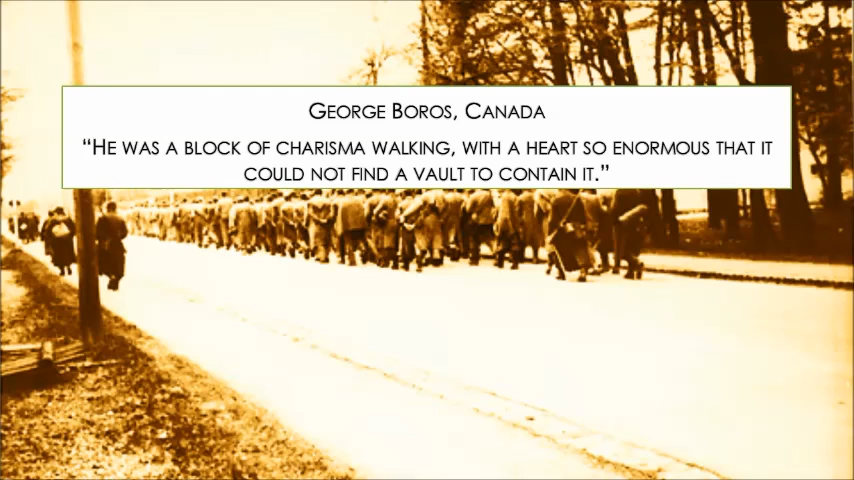 George Boros, Canada
“He was a block of charisma walking, with a heart so enormous that it
could not find a vault to contain it.”